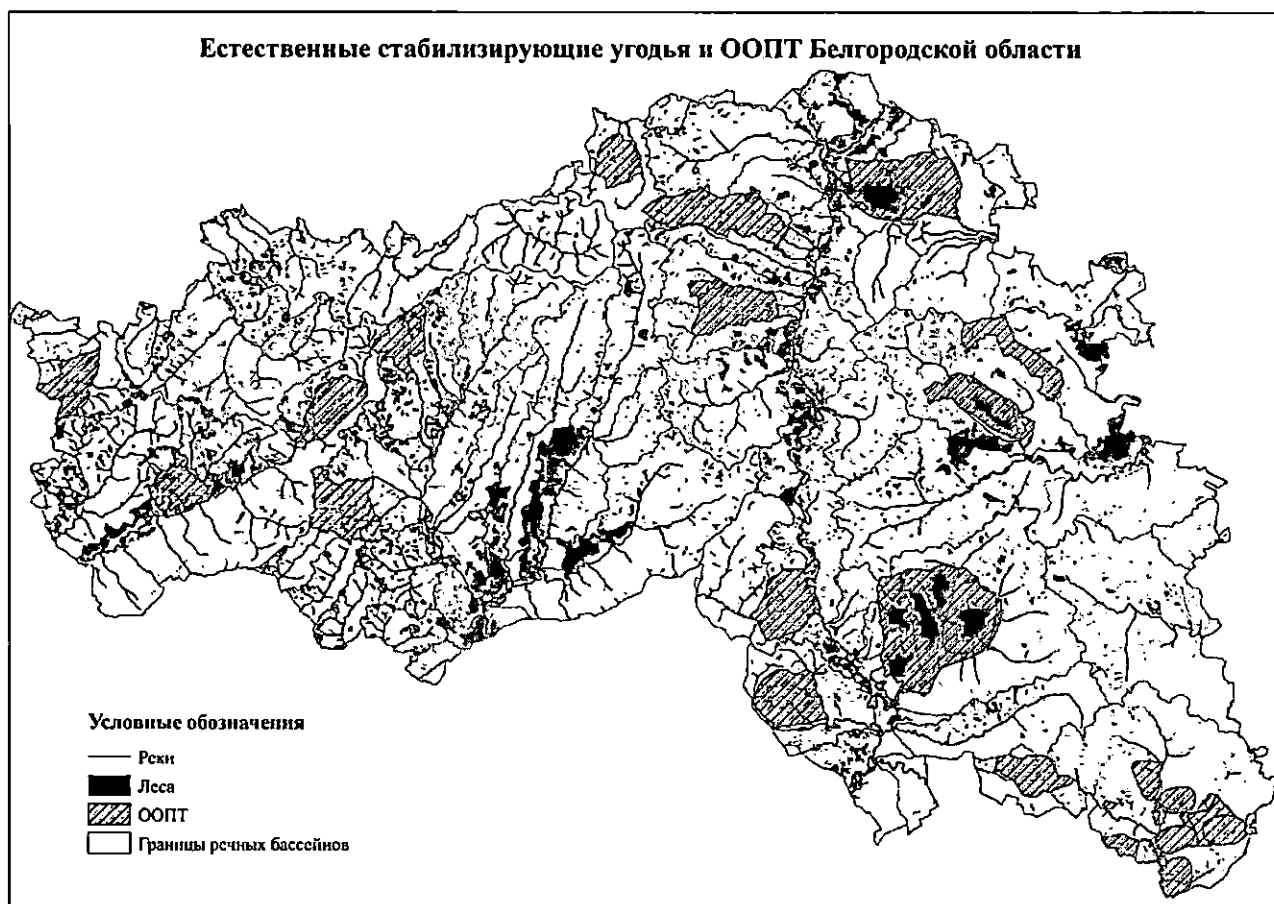 Естественные стабилизирующие угодья и ООПТ Белгородской области
Условные обозначения
Реки
Леса
ООПТ
Границы речных бассейнов